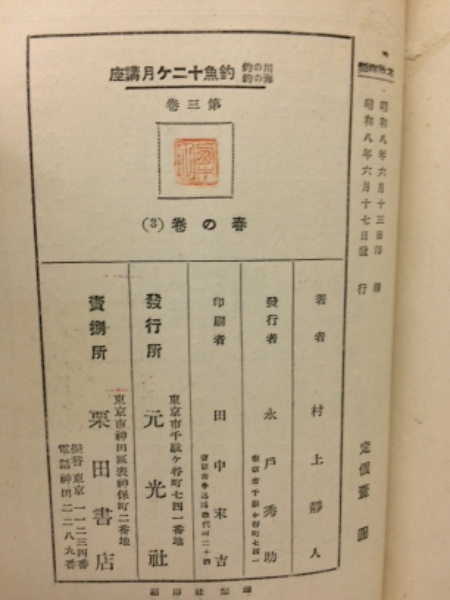 昭和八年六月十三日印刷
昭和八年六月十七日發行
定價壹圓
川の釣海の釣 釣魚十二ケ月講座
第三卷
春の卷(3)
著者 村上靜人
發行者 永戸秀助
印刷者 田中末吉
發行所 東京市千駄ケ谷町七四一番地
元光社
賣捌所 東京市神田區表神保町二番地
栗田書店
振替東京一一二三四番
電話神田二二八九番